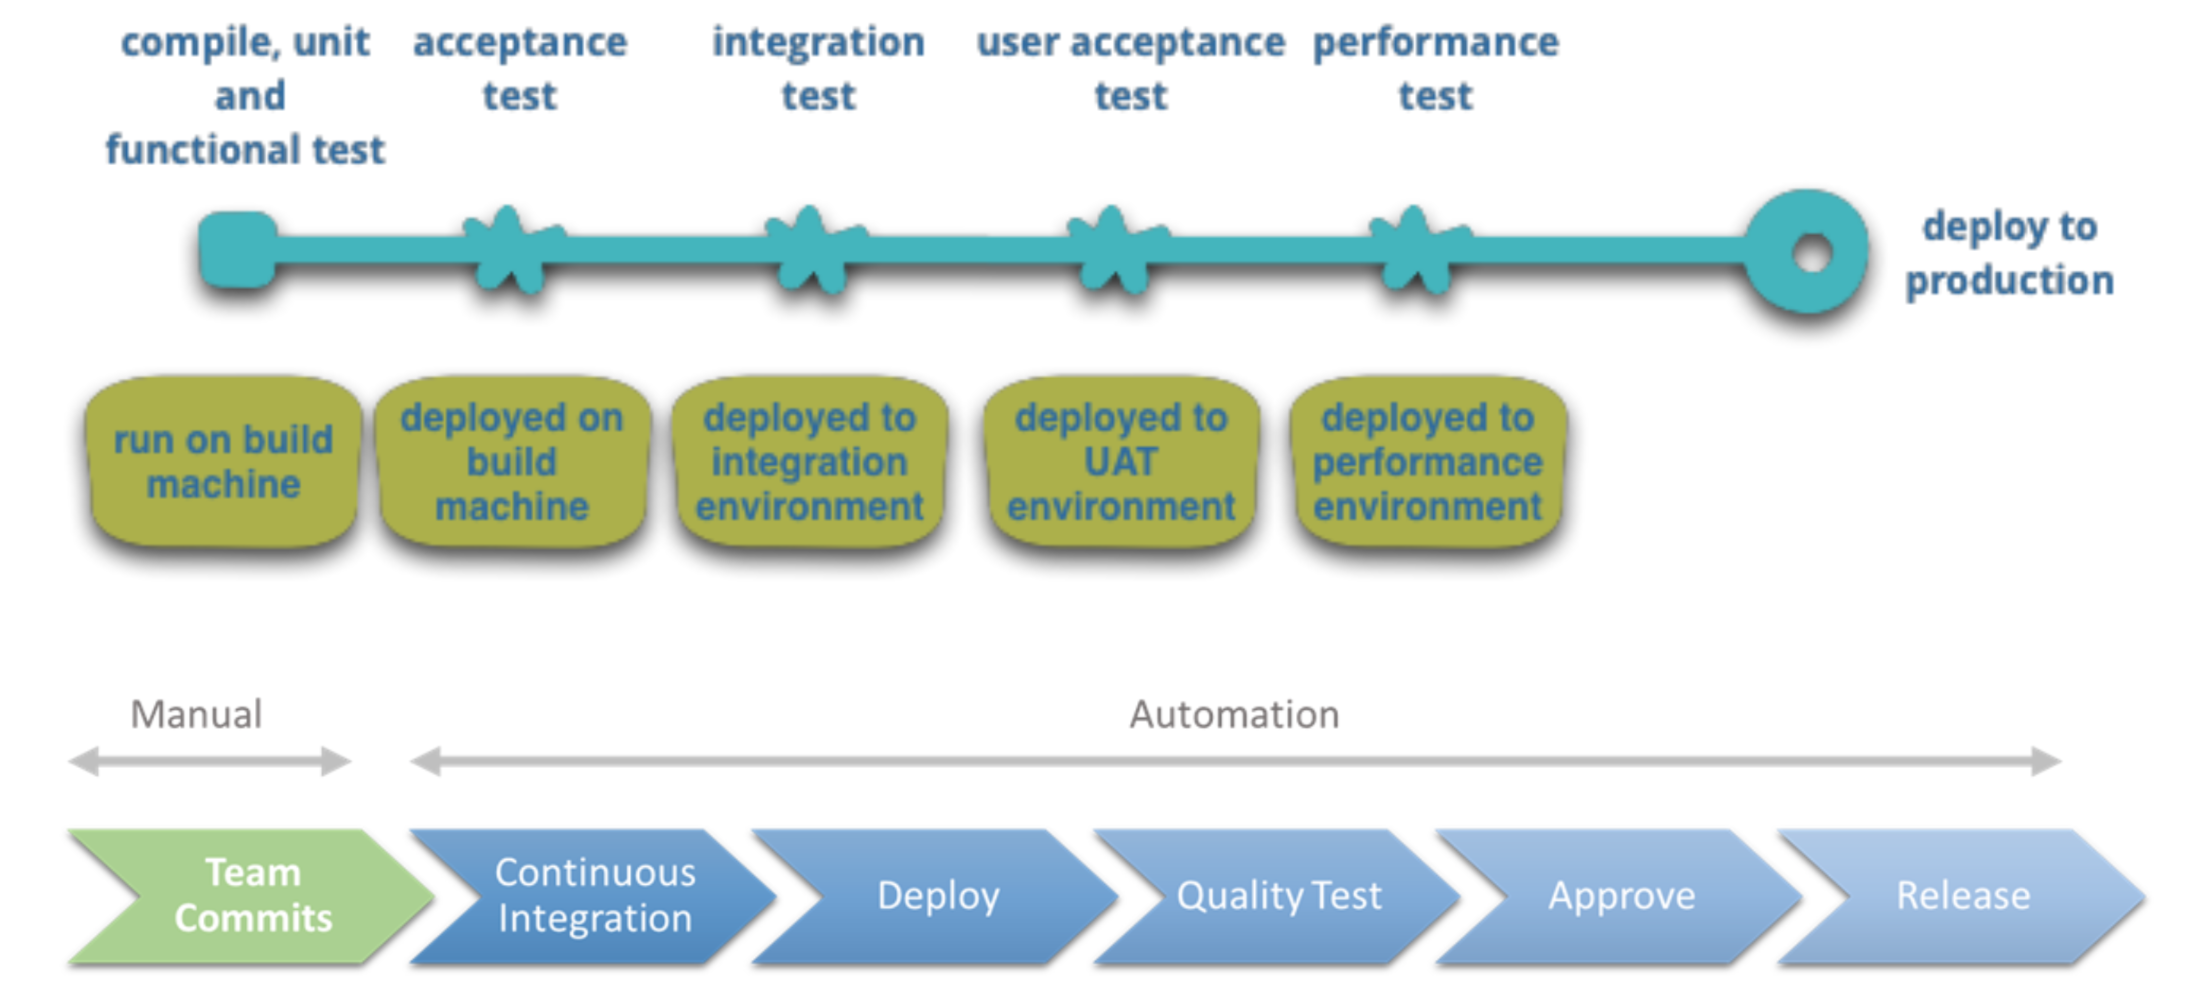 compile, unit
and
functional test
acceptance
test
integration
test
user acceptance
test
performance
test
deploy to
production
run on build
machine
deployed on
build
machine
deployed to
integration
environment
deployed to
UAT
environment
deployed to
performance
environment
Manual
Automation
Team
Commits
Continuous
Integration
Deploy
Quality Test
Approve
Release